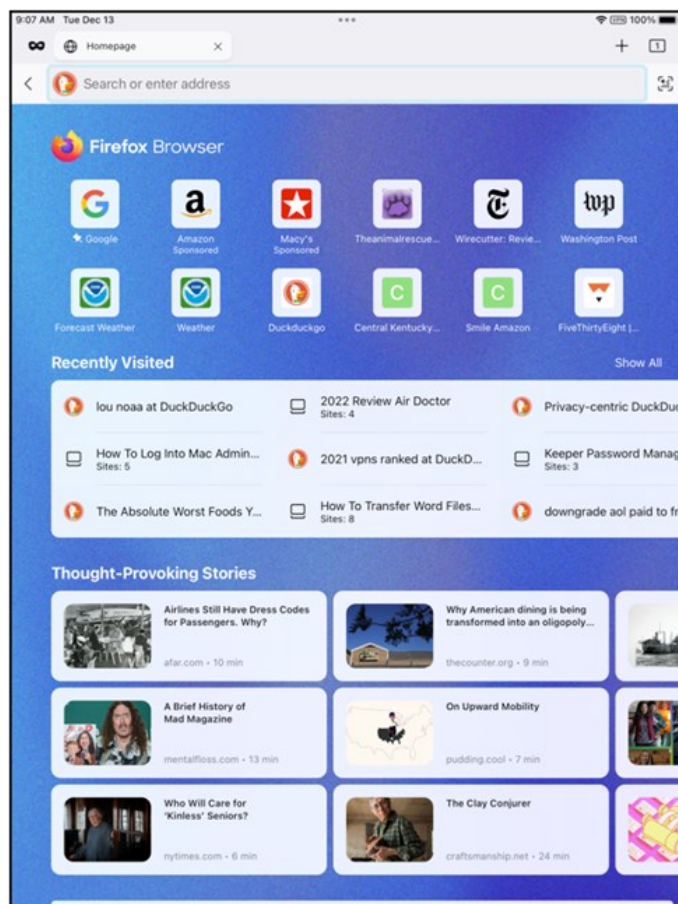 9:07 AM Tue Dec 13
VPN 100%
Homepage
1
Search or enter address
Firefox Browser
Google
Amazon
Sponsored
Macy's
Sponsored
Theanimalrescue...
Wirecutter: Revie...
Washington Post
Forecast Weather
Weather
Duckduckgo
Central Kentucky...
Smile Amazon
FiveThirtyEight |...
Recently Visited
Show All
lou noaa at DuckDuckGo
2022 Review Air Doctor
Sites: 4
Privacy-centric DuckDuc
How To Log Into Mac Admin...
Sites: 5
2021 vpns ranked at DuckD...
Keeper Password Manag
Sites: 3
The Absolute Worst Foods Y...
How To Transfer Word Files...
Sites: 8
downgrade aol paid to fr
Thought-Provoking Stories
Airlines Still Have Dress Codes
for Passengers. Why?
afar.com • 10 min
Why American dining is being
transformed into an oligopoly...
thecounter.org • 9 min
A Brief History of
Mad Magazine
mentalfloss.com • 13 min
On Upward Mobility
pudding.cool • 7 min
Who Will Care for
'Kinless' Seniors?
nytimes.com • 6 min
The Clay Conjurer
craftsmanship.net • 24 min